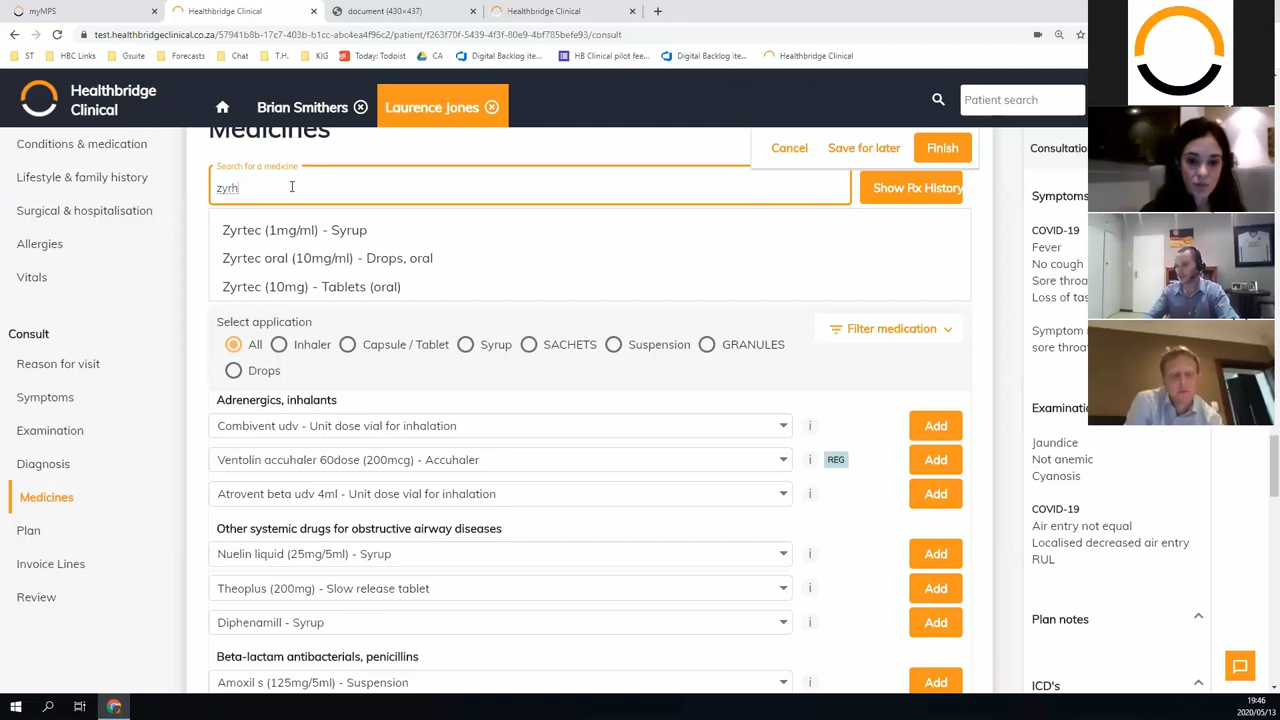 myMPS
Healthbridge Clinical
document (430×437)
Healthbridge Clinical
test.healthbridgeclinical.co.za/57941b8b-17c7-403b-b1cc-abc4ea4f96c2/patient/f263f70f-5439-4f3f-80e9-4bf785befe93/consult
ST
HBC Links
Gsuite
Forecasts
Chat
T.H.
KIG
Today: Todoist
CA
Digital Backlog ite...
HB Clinical pilot fee...
Digital Backlog ite...
Healthbridge Clinical
Healthbridge
Clinical
Brian Smithers
Laurence Jones
Patient search
Conditions & medication
Lifestyle & family history
Surgical & hospitalisation
Allergies
Vitals
Consult
Reason for visit
Symptoms
Examination
Diagnosis
Medicines
Plan
Invoice Lines
Review
Medicines
Cancel
Save for later
Finish
Search for a medicine
zyrh
Show Rx History
Zyrtec (1mg/ml) - Syrup
Zyrtec oral (10mg/ml) - Drops, oral
Zyrtec (10mg) - Tablets (oral)
Select application
Filter medication
All
Inhaler
Capsule / Tablet
Syrup
SACHETS
Suspension
GRANULES
Drops
Adrenergics, inhalants
Combivent udv - Unit dose vial for inhalation
i
Add
Ventolin accuhaler 60dose (200mcg) - Accuhaler
i
REG
Add
Atrovent beta udv 4ml - Unit dose vial for inhalation
i
Add
Other systemic drugs for obstructive airway diseases
Nuelin liquid (25mg/5ml) - Syrup
i
Add
Theoplus (200mg) - Slow release tablet
i
Add
Diphenamill - Syrup
i
Add
Beta-lactam antibacterials, penicillins
Amoxil s (125mg/5ml) - Suspension
i
Add
Consultatio
Symptoms
COVID-19
Fever
No cough
Sore throa
Loss of tas
Symptom
sore throat
Examinatio
Jaundice
Not anemic
Cyanosis
COVID-19
Air entry not equal
Localised decreased air entry
RUL
Plan notes
ICD's
19:46
2020/05/13